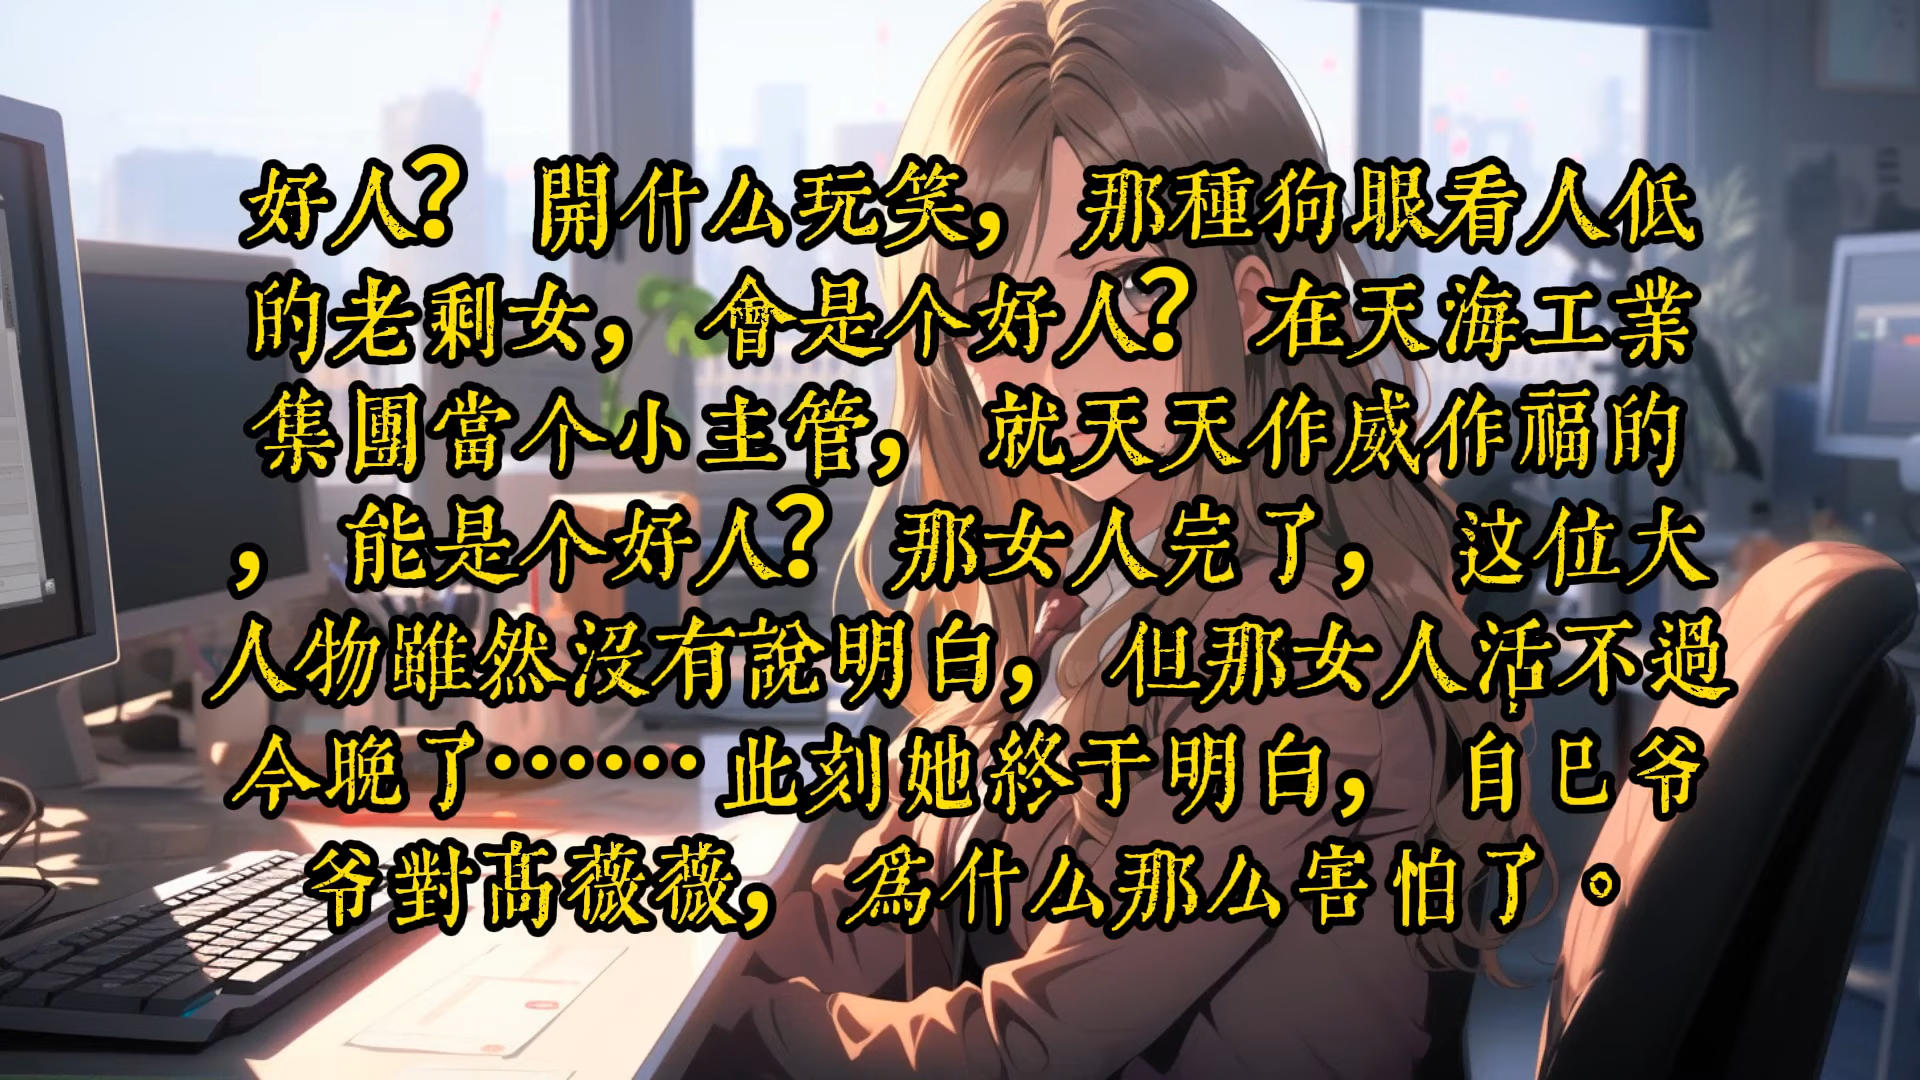 好人？ 開什么玩笑， 那種狗眼看人低
的老剩女， 會是个好人？ 在天海工業
集團當个小主管， 就天天作威作福的
， 能是个好人？ 那女人完了， 这位大
人物雖然沒有說明白， 但那女人活不過
今晚了…… 此刻她終于明白， 自已爷
爷對高薇薇， 爲什么那么害怕了。